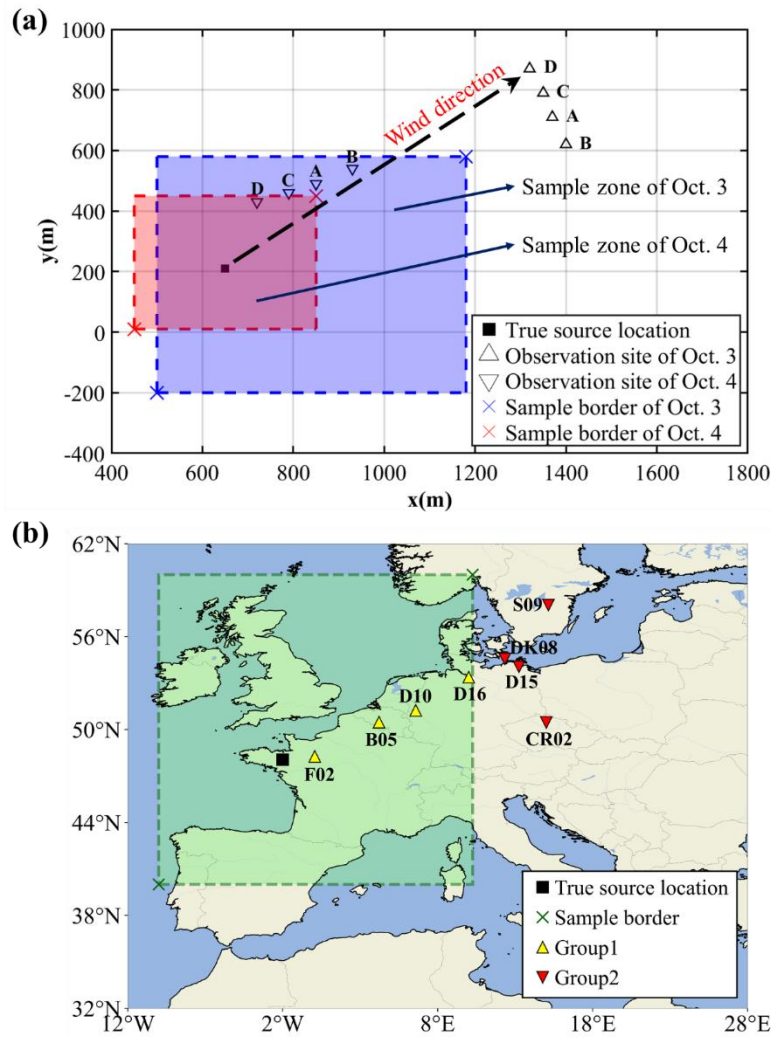 (a)
1000
800
600
400
200
0
-200
-400
y(m)
400 600 800 1000 1200 1400 1600 1800
x(m)
Wind direction
D
C
A
B
B
A
C
D
Sample zone of Oct. 3
Sample zone of Oct. 4
True source location
Observation site of Oct. 3
Observation site of Oct. 4
Sample border of Oct. 3
Sample border of Oct. 4
(b)
62°N
56°N
50°N
44°N
38°N
32°N
12°W 2°W 8°E 18°E 28°E
S09
DK08
D15
D16
D10
B05
CR02
F02
True source location
Sample border
Group1
Group2